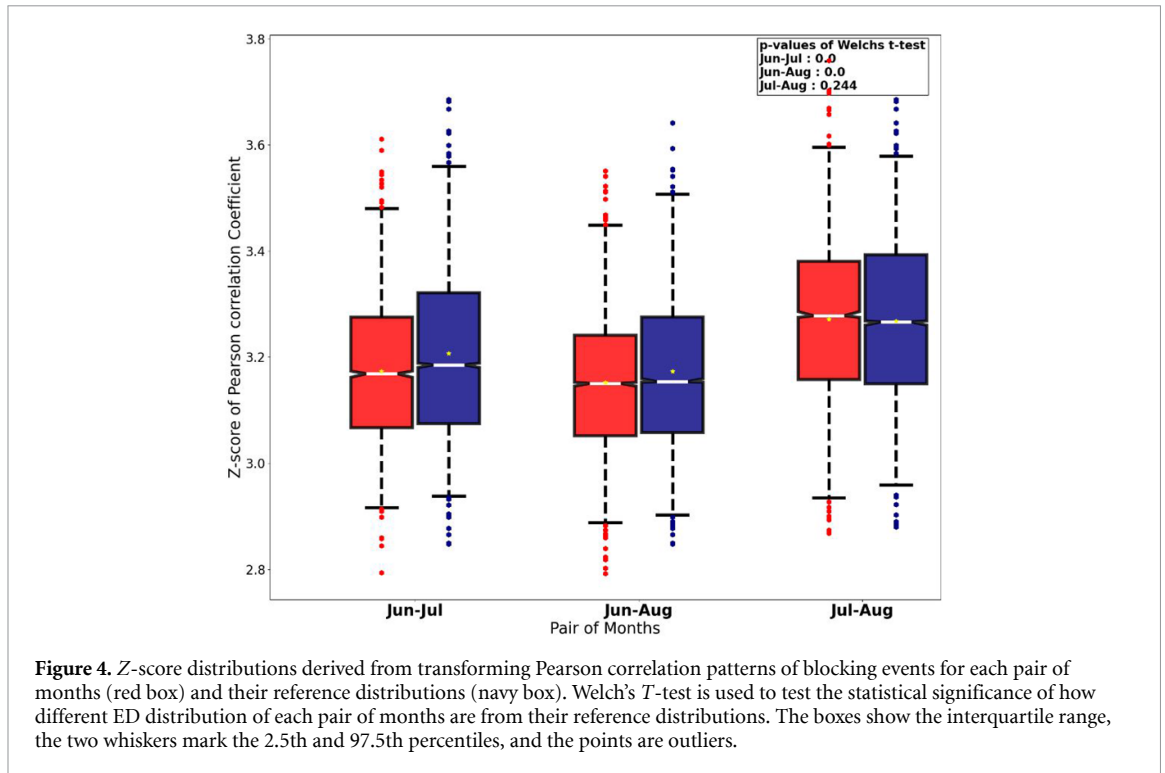 3.8
3.6
3.4
3.2
3.0
2.8
Z-score of Pearson correlation Coefficient
p-values of Welchs t-test
Jun-Jul : 0.0
Jun-Aug : 0.0
Jul-Aug : 0.244
Jun-Jul
Jun-Aug
Jul-Aug
Pair of Months
Figure 4. Z-score distributions derived from transforming Pearson correlation patterns of blocking events for each pair of
months (red box) and their reference distributions (navy box). Welch’s T-test is used to test the statistical significance of how
different ED distribution of each pair of months are from their reference distributions. The boxes show the interquartile range,
the two whiskers mark the 2.5th and 97.5th percentiles, and the points are outliers.